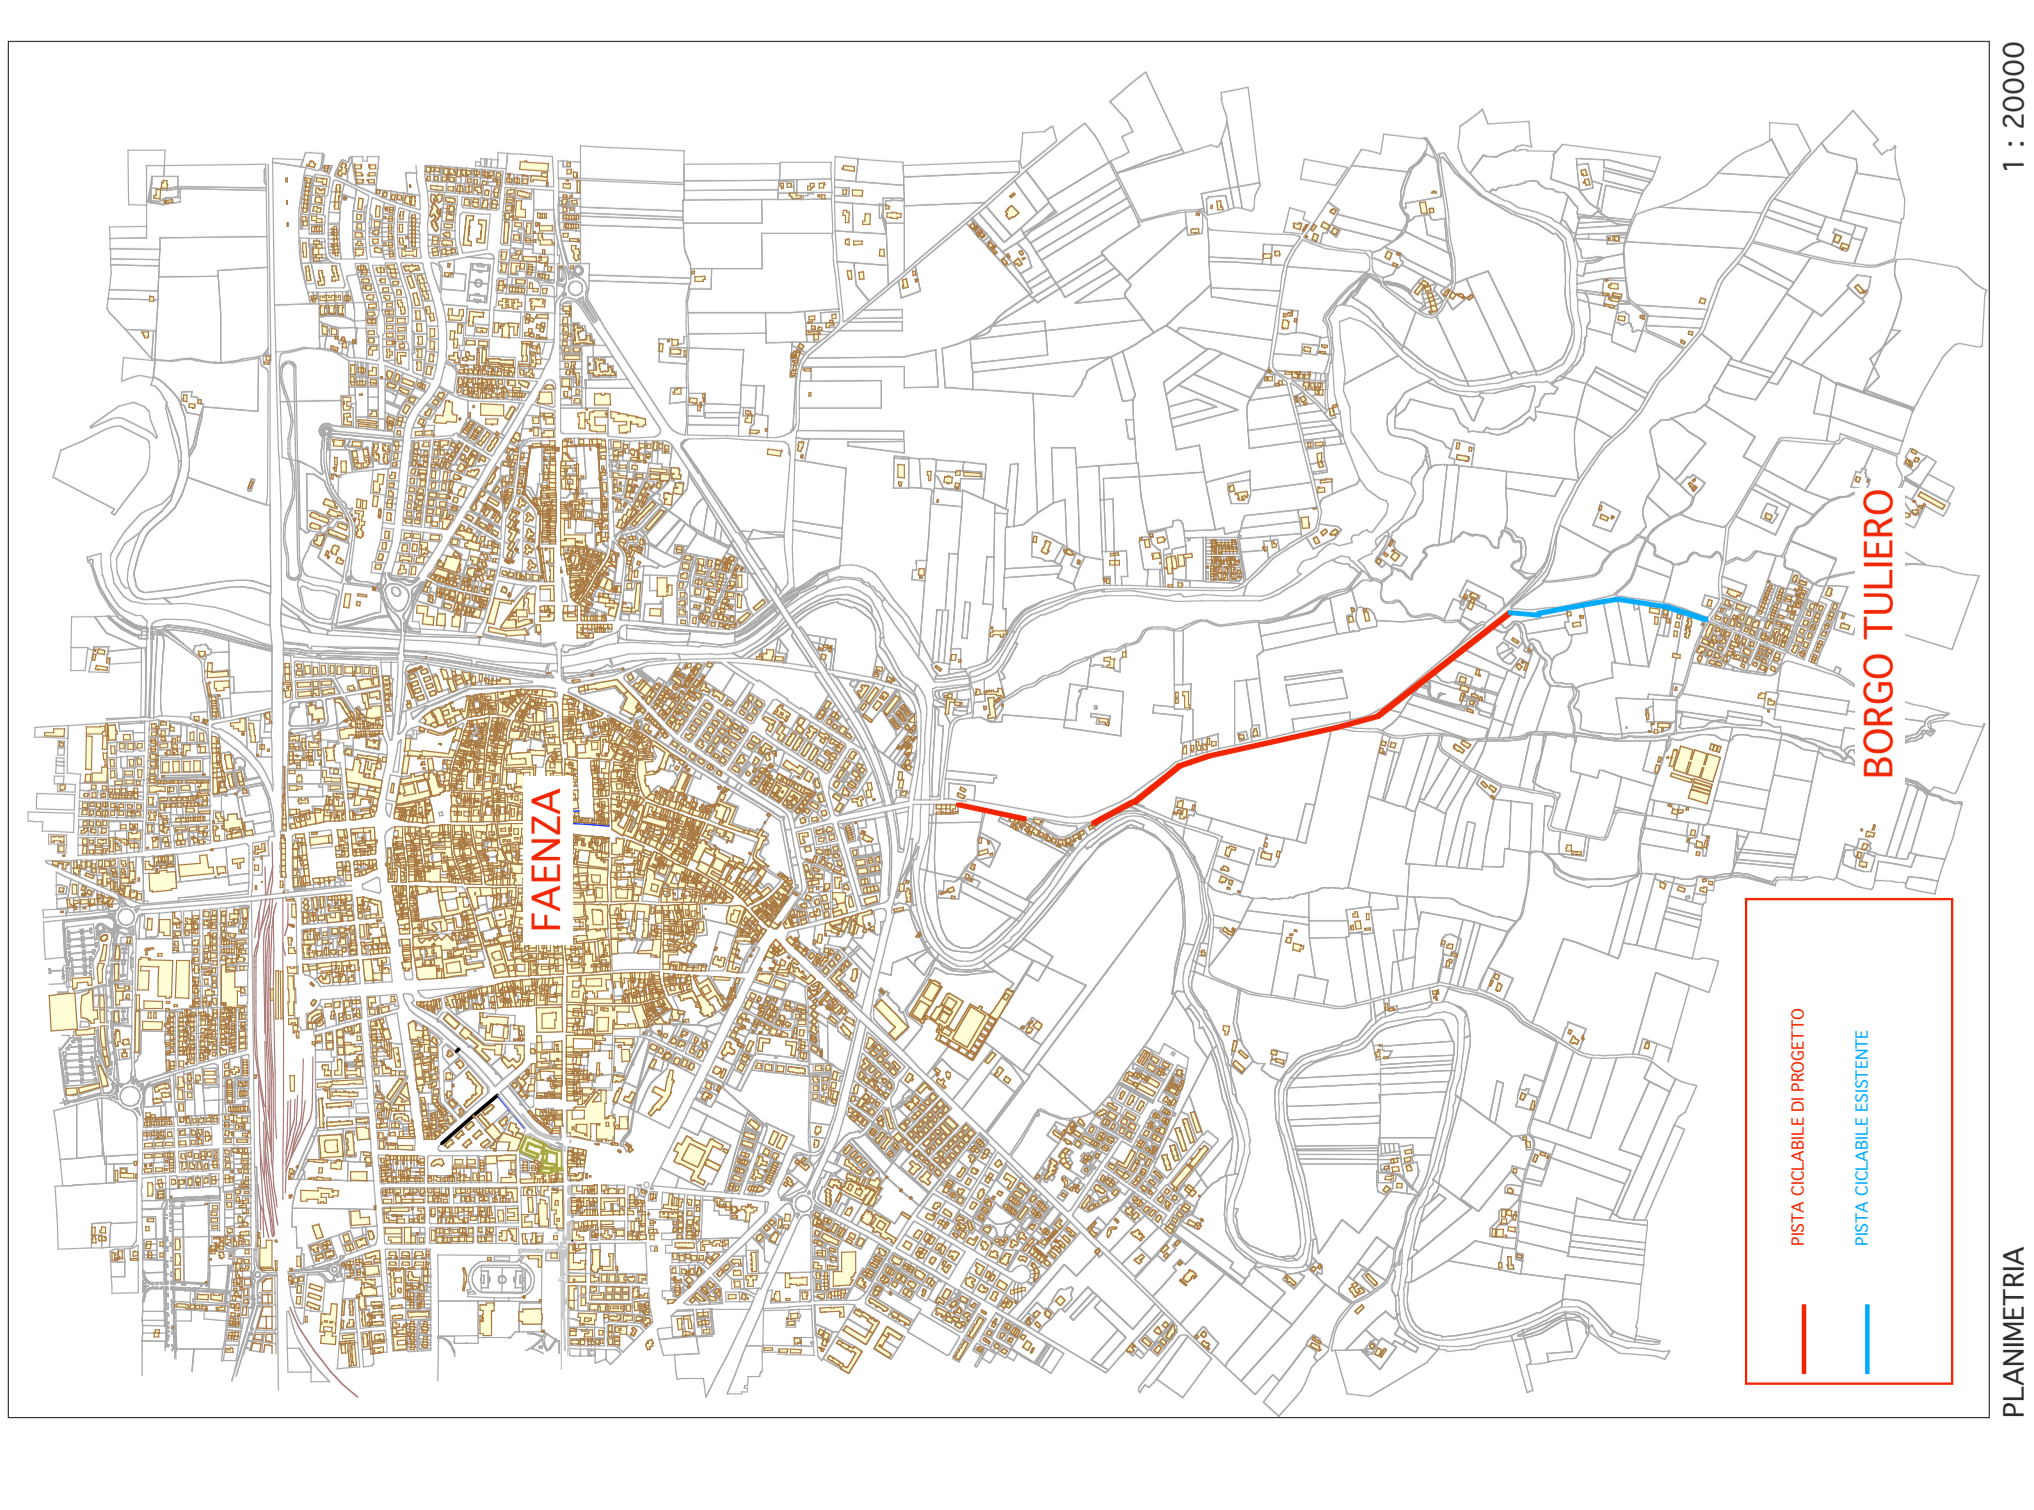 PLANIMETRIA
1 : 20000
FAENZA
BORGO TULIERO
PISTA CICLABILE DI PROGETTO
PISTA CICLABILE ESISTENTE